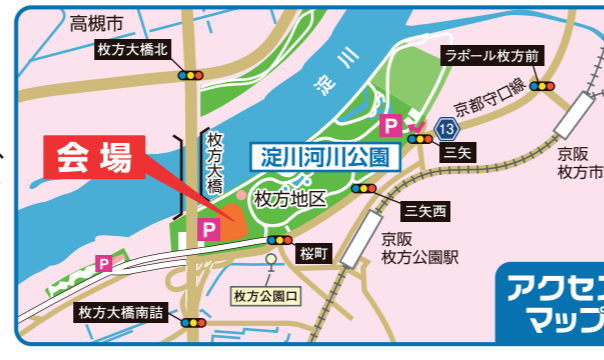 高槻市
枚方大橋北
淀川
ラポール枚方前
京都守口線
P
13
三矢
京阪
枚方市
会場
枚方大橋
淀川河川公園
枚方地区
三矢西
P
桜町
京阪
枚方公園駅
P
枚方公園口
枚方大橋南詰
アクセス
マップ